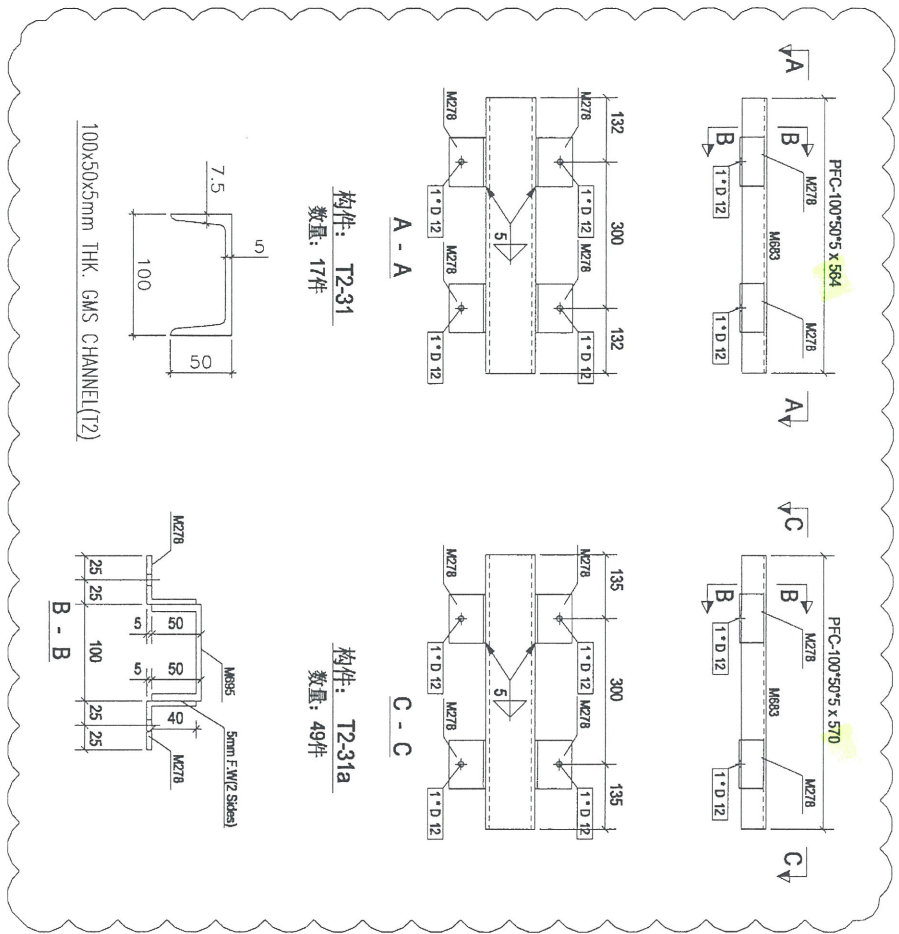 A A
PFC-100*50*5 x 564
B B
M278 M278
M683
1*D 12 1*D 12
132 300 132
M278 M278
1*D 12 1*D 12
5
M278 M278
1*D 12 1*D 12
A - A
构件: T2-31
数量: 17件
C C
PFC-100*50*5 x 570
B B
M278 M278
M683
1*D 12 1*D 12
135 300 135
M278 M278
1*D 12 1*D 12
5
M278 M278
1*D 12 1*D 12
C - C
构件: T2-31a
数量: 49件
7.5
5
100
50
100x50x5mm THK. GMS CHANNEL(T2)
M695
5mm F.W(2 Sides)
M278
50 50 40
5 5
M278
25 25 100 25 25
B - B